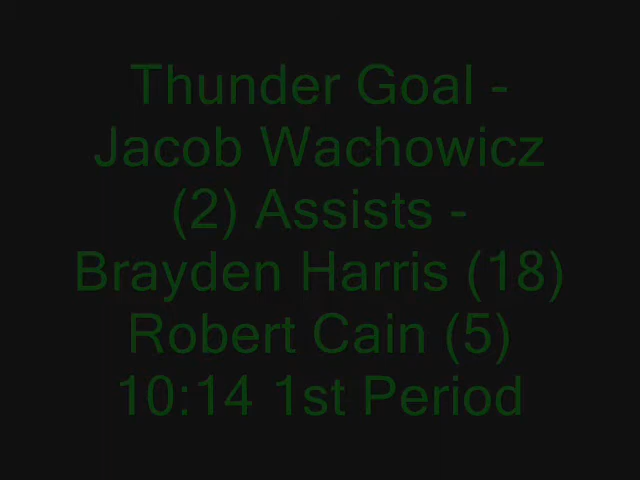 Thunder Goal -
Jacob Wachowicz
(2) Assists -
Brayden Harris (18)
Robert Cain (5)
10:14 1st Period